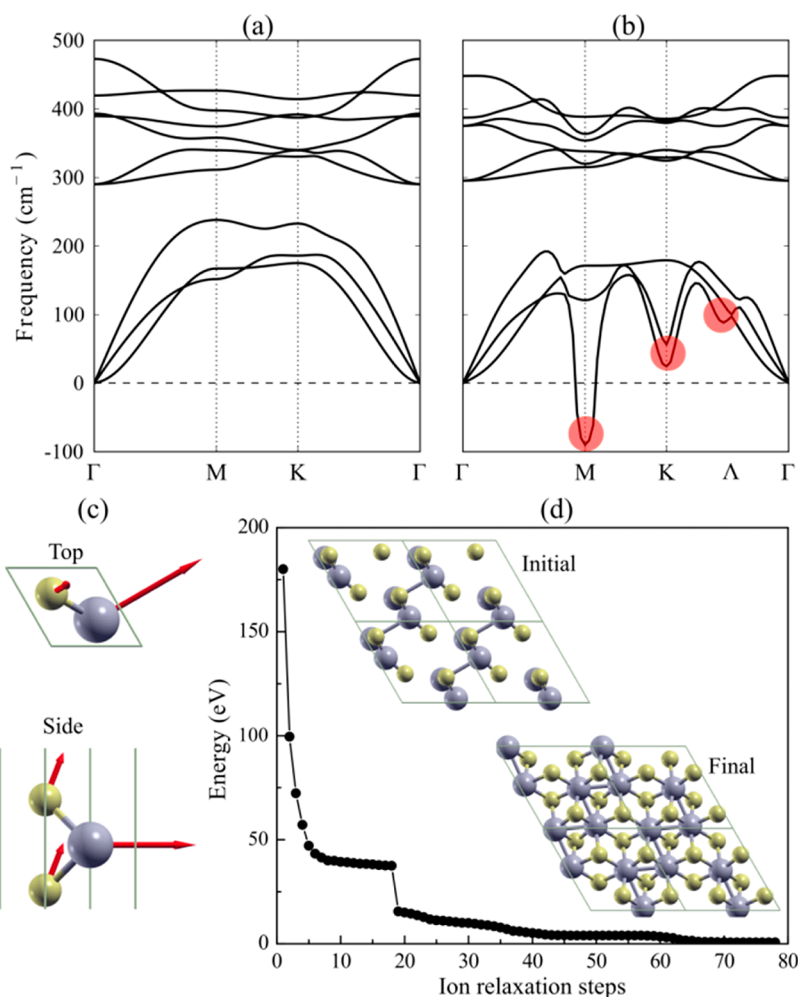 (a)
(b)
500
400
300
200
100
0
-100
Frequency (cm⁻¹)
Γ
M
K
Γ
Γ
M
K
Λ
Γ
(c)
(d)
Top
Side
200
150
100
50
0
Energy (eV)
Initial
Final
0
10
20
30
40
50
60
70
80
Ion relaxation steps